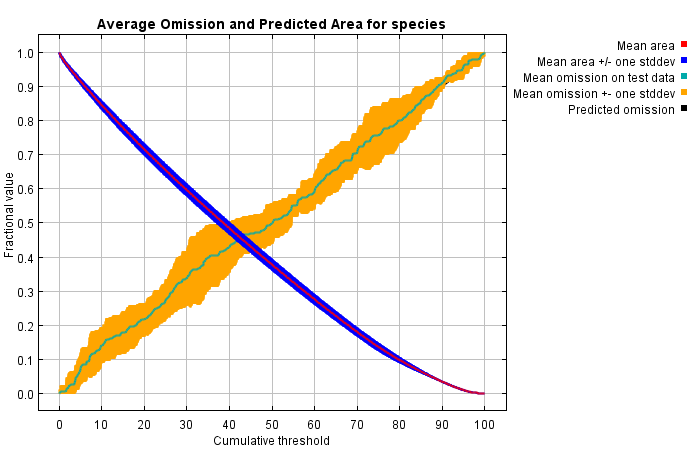 Average Omission and Predicted Area for species
Mean area
Mean area +/- one stddev
Mean omission on test data
Mean omission +- one stddev
Predicted omission
Fractional value
1.0
0.9
0.8
0.7
0.6
0.5
0.4
0.3
0.2
0.1
0.0
0 10 20 30 40 50 60 70 80 90 100
Cumulative threshold